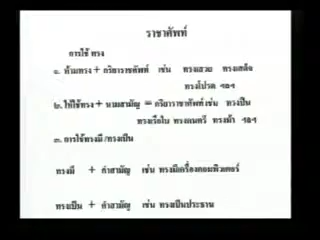 ราชาศัพท์
การใช้ ทรง
๑. ห้ามทรง + กริยาราชาศัพท์ เช่น ทรงเสวย ทรงเสด็จ
ทรงโปรด ฯลฯ
๒. ให้ใช้ทรง + นามสามัญ = กริยาราชาศัพท์ เช่น ทรงปืน
ทรงเรือใบ ทรงดนตรี ทรงม้า ฯลฯ
๓. การใช้ทรงมี /ทรงเป็น
ทรงมี + คำสามัญ เช่น ทรงมีเครื่องคอมพิวเตอร์
ทรงเป็น + คำสามัญ เช่น ทรงเป็นประธาน